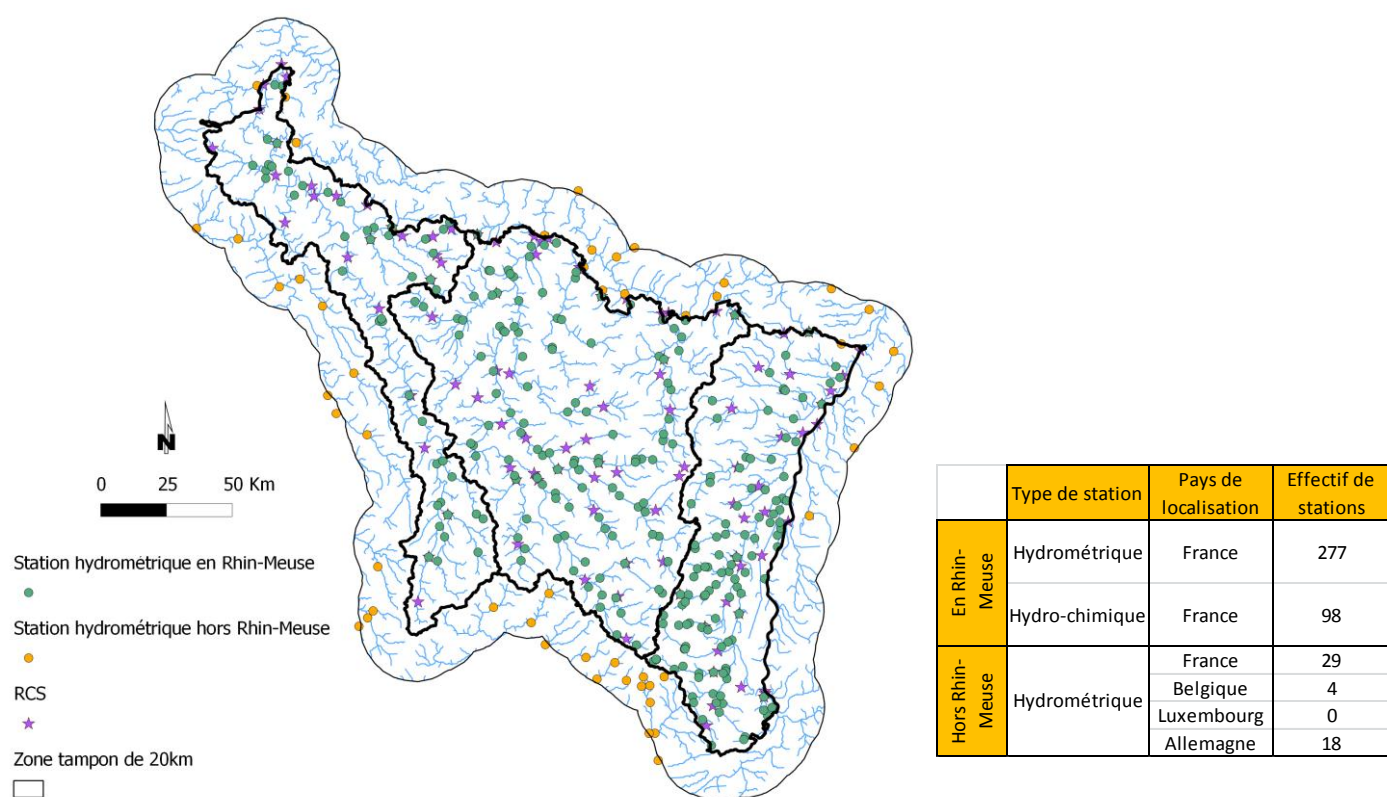 N
0 25 50 Km
Station hydrométrique en Rhin-Meuse
Station hydrométrique hors Rhin-Meuse
RCS
Zone tampon de 20km
Type de station Pays de localisation Effectif de stations
En Rhin-Meuse
Hydrométrique France 277
Hydro-chimique France 98
Hors Rhin-Meuse
Hydrométrique
France 29
Belgique 4
Luxembourg 0
Allemagne 18